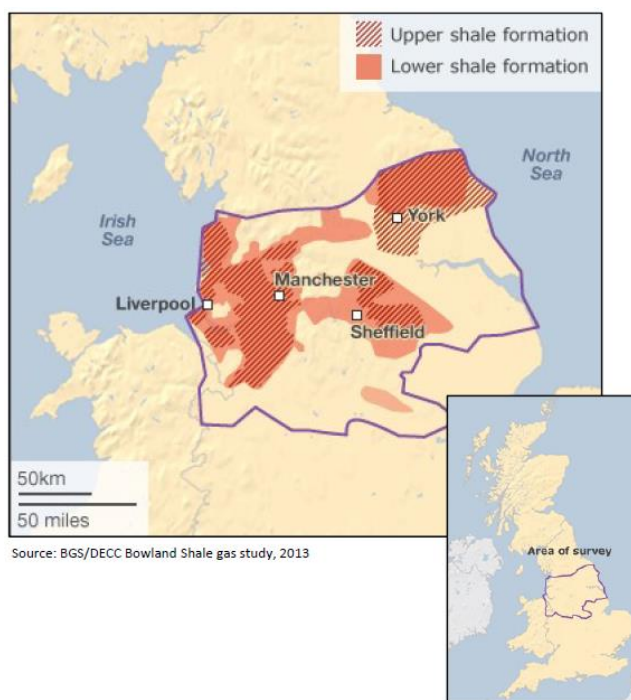 Upper shale formation
Lower shale formation
North
Sea
Irish
Sea
York
Manchester
Liverpool
Sheffield
50km
50 miles
Source: BGS/DECC Bowland Shale gas study, 2013
Area of survey